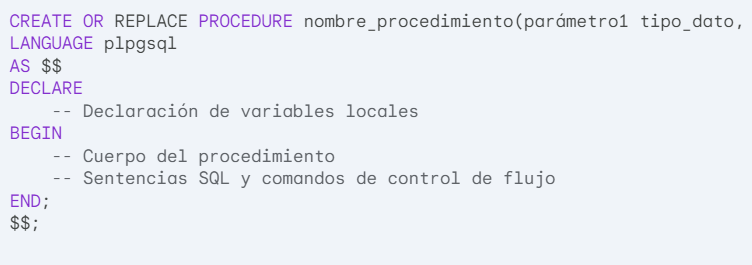 CREATE OR REPLACE PROCEDURE nombre_procedimiento(parámetro1 tipo_dato,
LANGUAGE plpgsql
AS $$
DECLARE
    -- Declaración de variables locales
BEGIN
    -- Cuerpo del procedimiento
    -- Sentencias SQL y comandos de control de flujo
END;
$$;